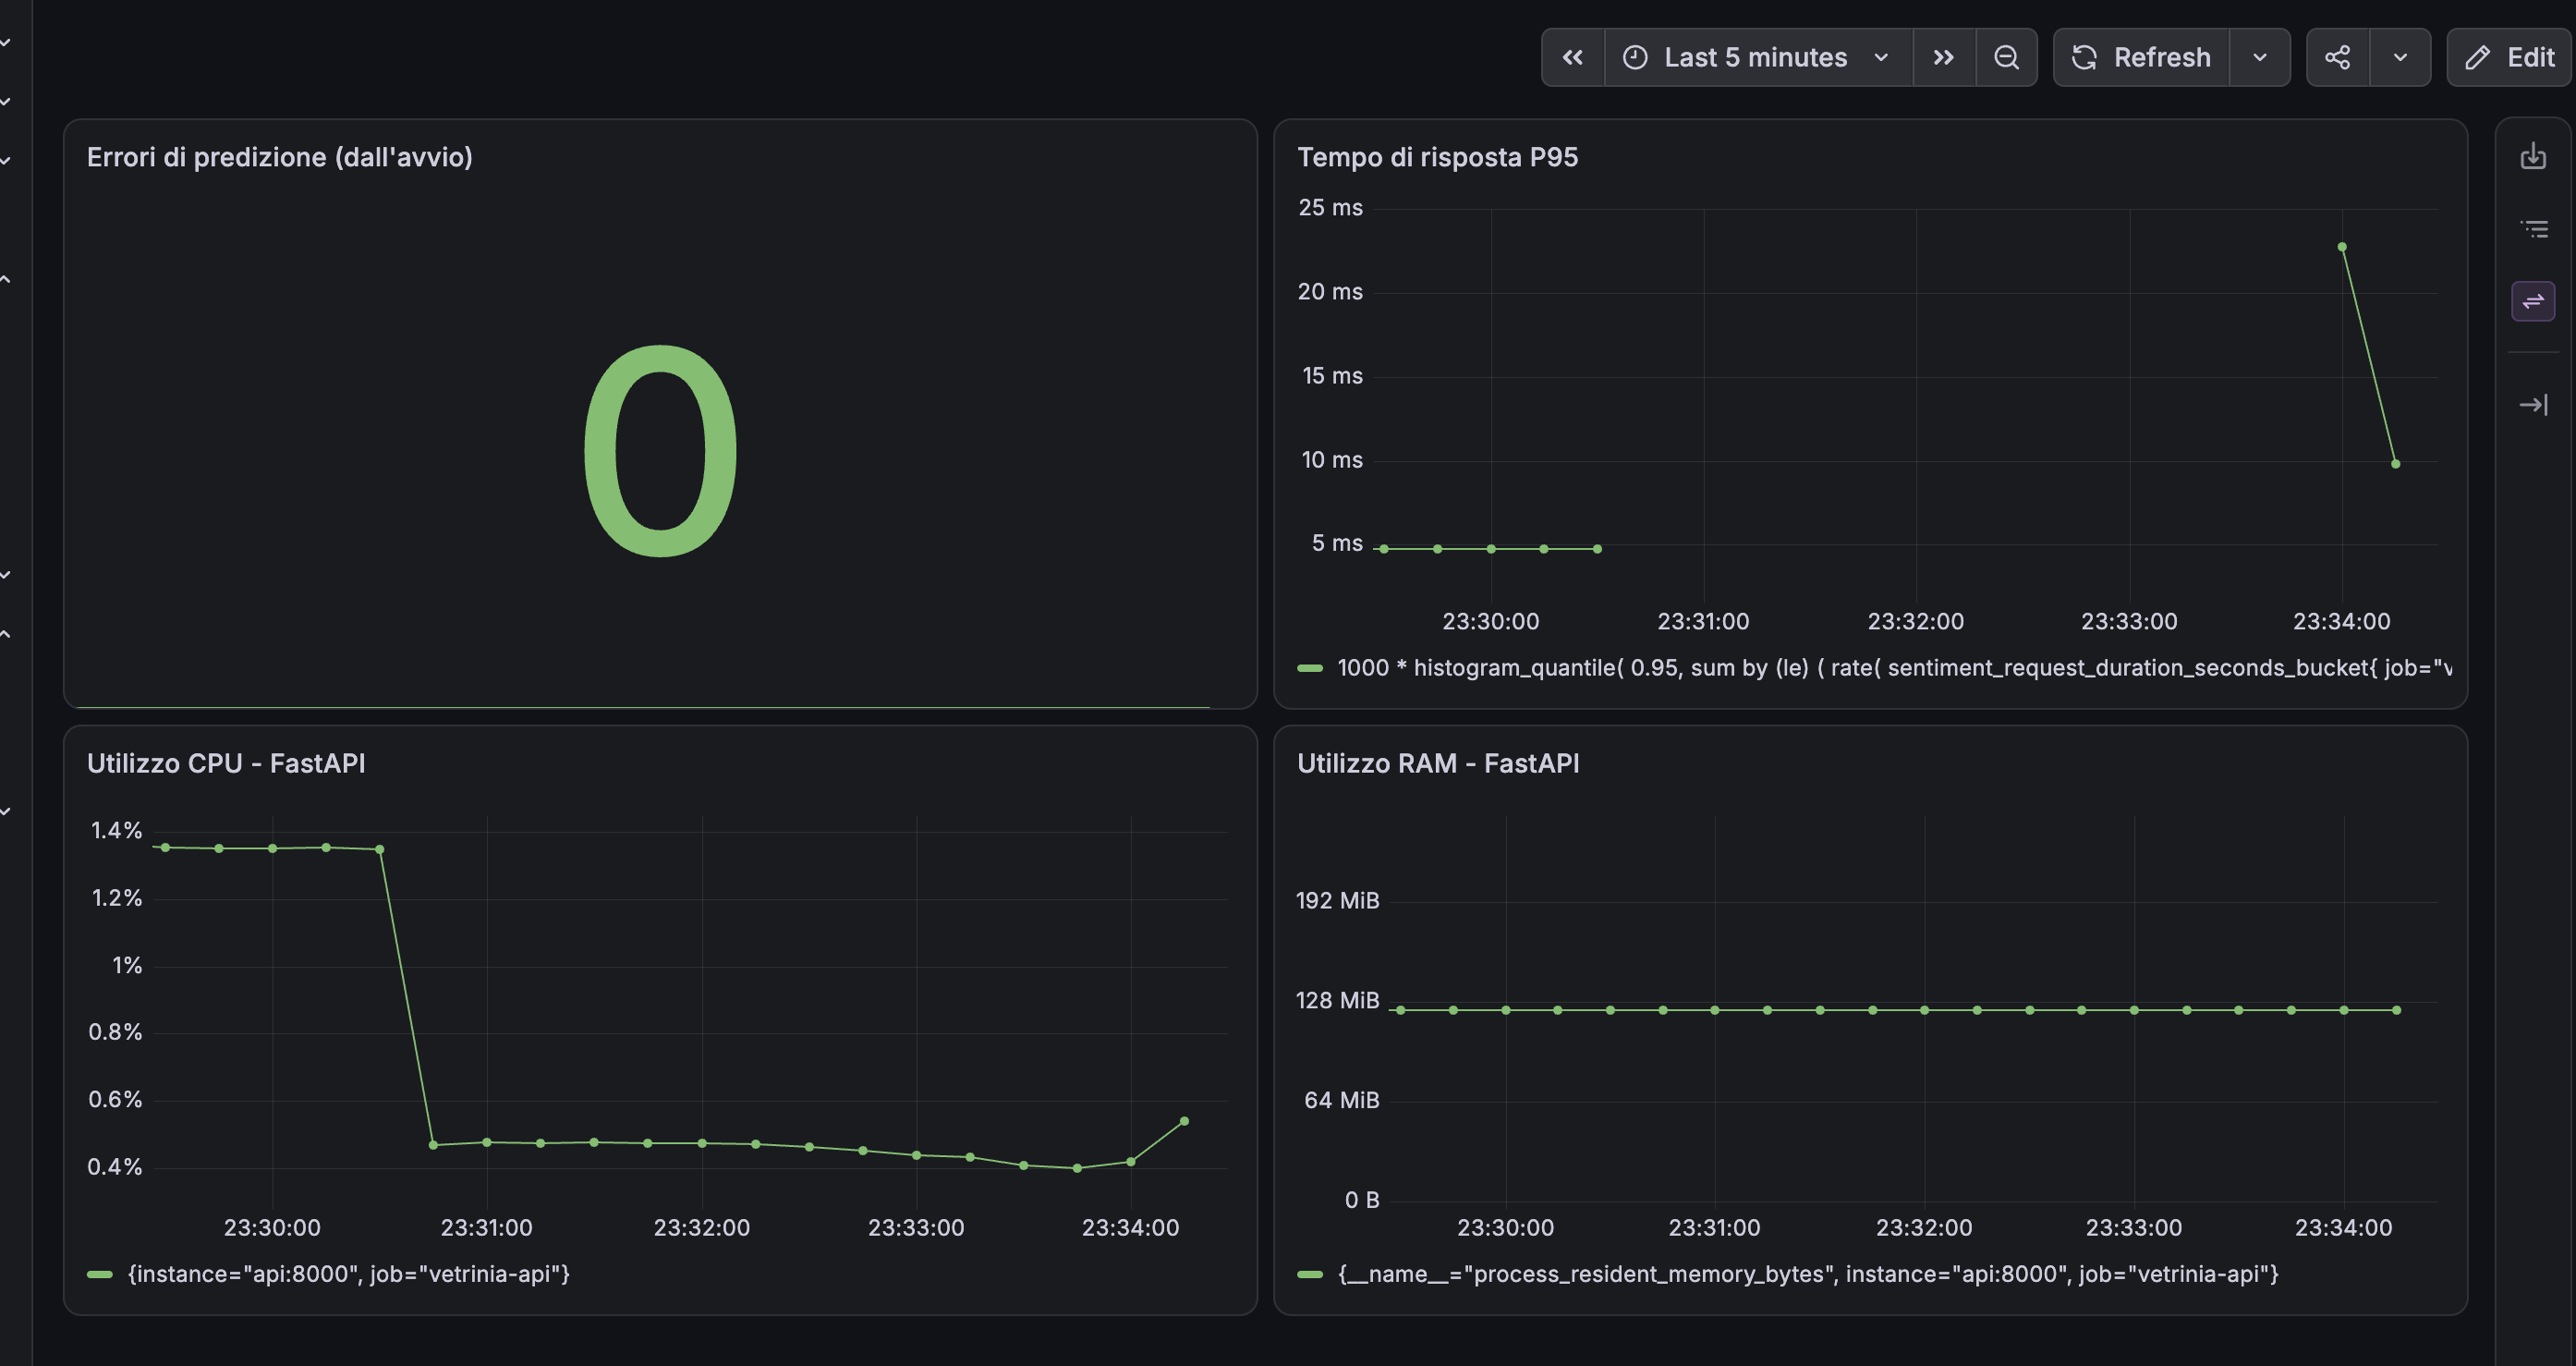 Last 5 minutes
Refresh
Edit
Errori di predizione (dall'avvio)
0
Tempo di risposta P95
25 ms
20 ms
15 ms
10 ms
5 ms
23:30:00 23:31:00 23:32:00 23:33:00 23:34:00
1000 * histogram_quantile( 0.95, sum by (le) ( rate( sentiment_request_duration_seconds_bucket{ job="v
Utilizzo CPU - FastAPI
1.4%
1.2%
1%
0.8%
0.6%
0.4%
23:30:00 23:31:00 23:32:00 23:33:00 23:34:00
{instance="api:8000", job="vetrinia-api"}
Utilizzo RAM - FastAPI
192 MiB
128 MiB
64 MiB
0 B
23:30:00 23:31:00 23:32:00 23:33:00 23:34:00
{__name__="process_resident_memory_bytes", instance="api:8000", job="vetrinia-api"}